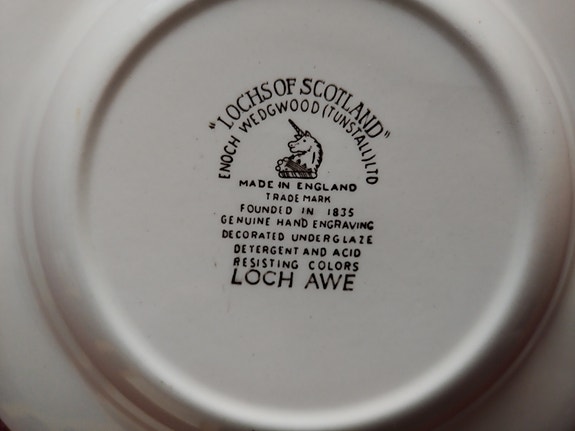 "LOCHS OF SCOTLAND"
ENOCH WEDGWOOD (TUNSTALL) LTD
MADE IN ENGLAND
TRADE MARK
FOUNDED IN 1835
GENUINE HAND ENGRAVING
DECORATED UNDERGLAZE
DETERGENT AND ACID
RESISTING COLORS
LOCH AWE